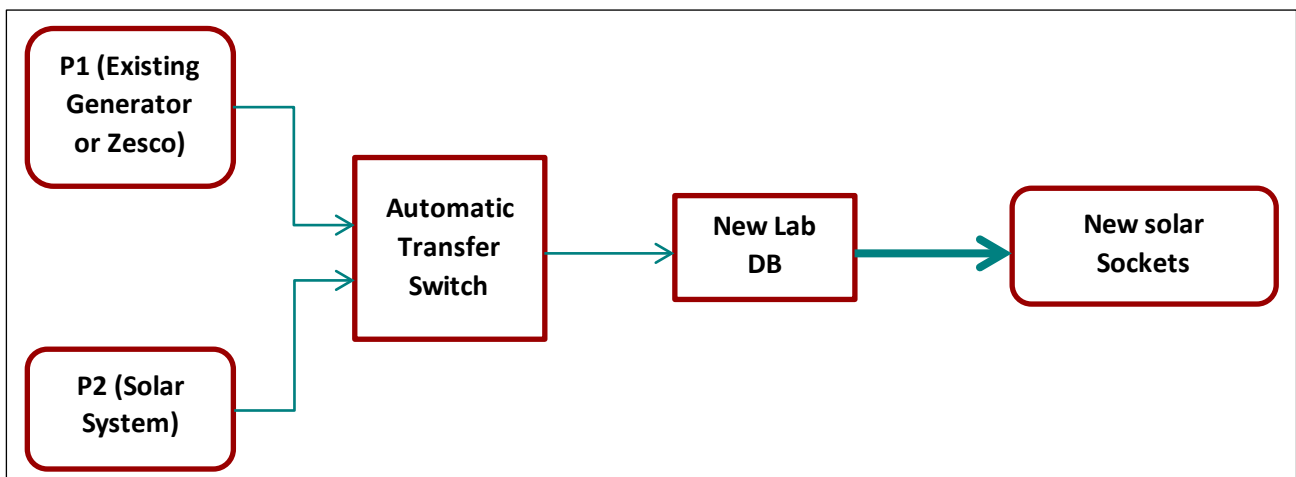 P1 (Existing
Generator
or Zesco)
Automatic
Transfer
Switch
New Lab
DB
New solar
Sockets
P2 (Solar
System)